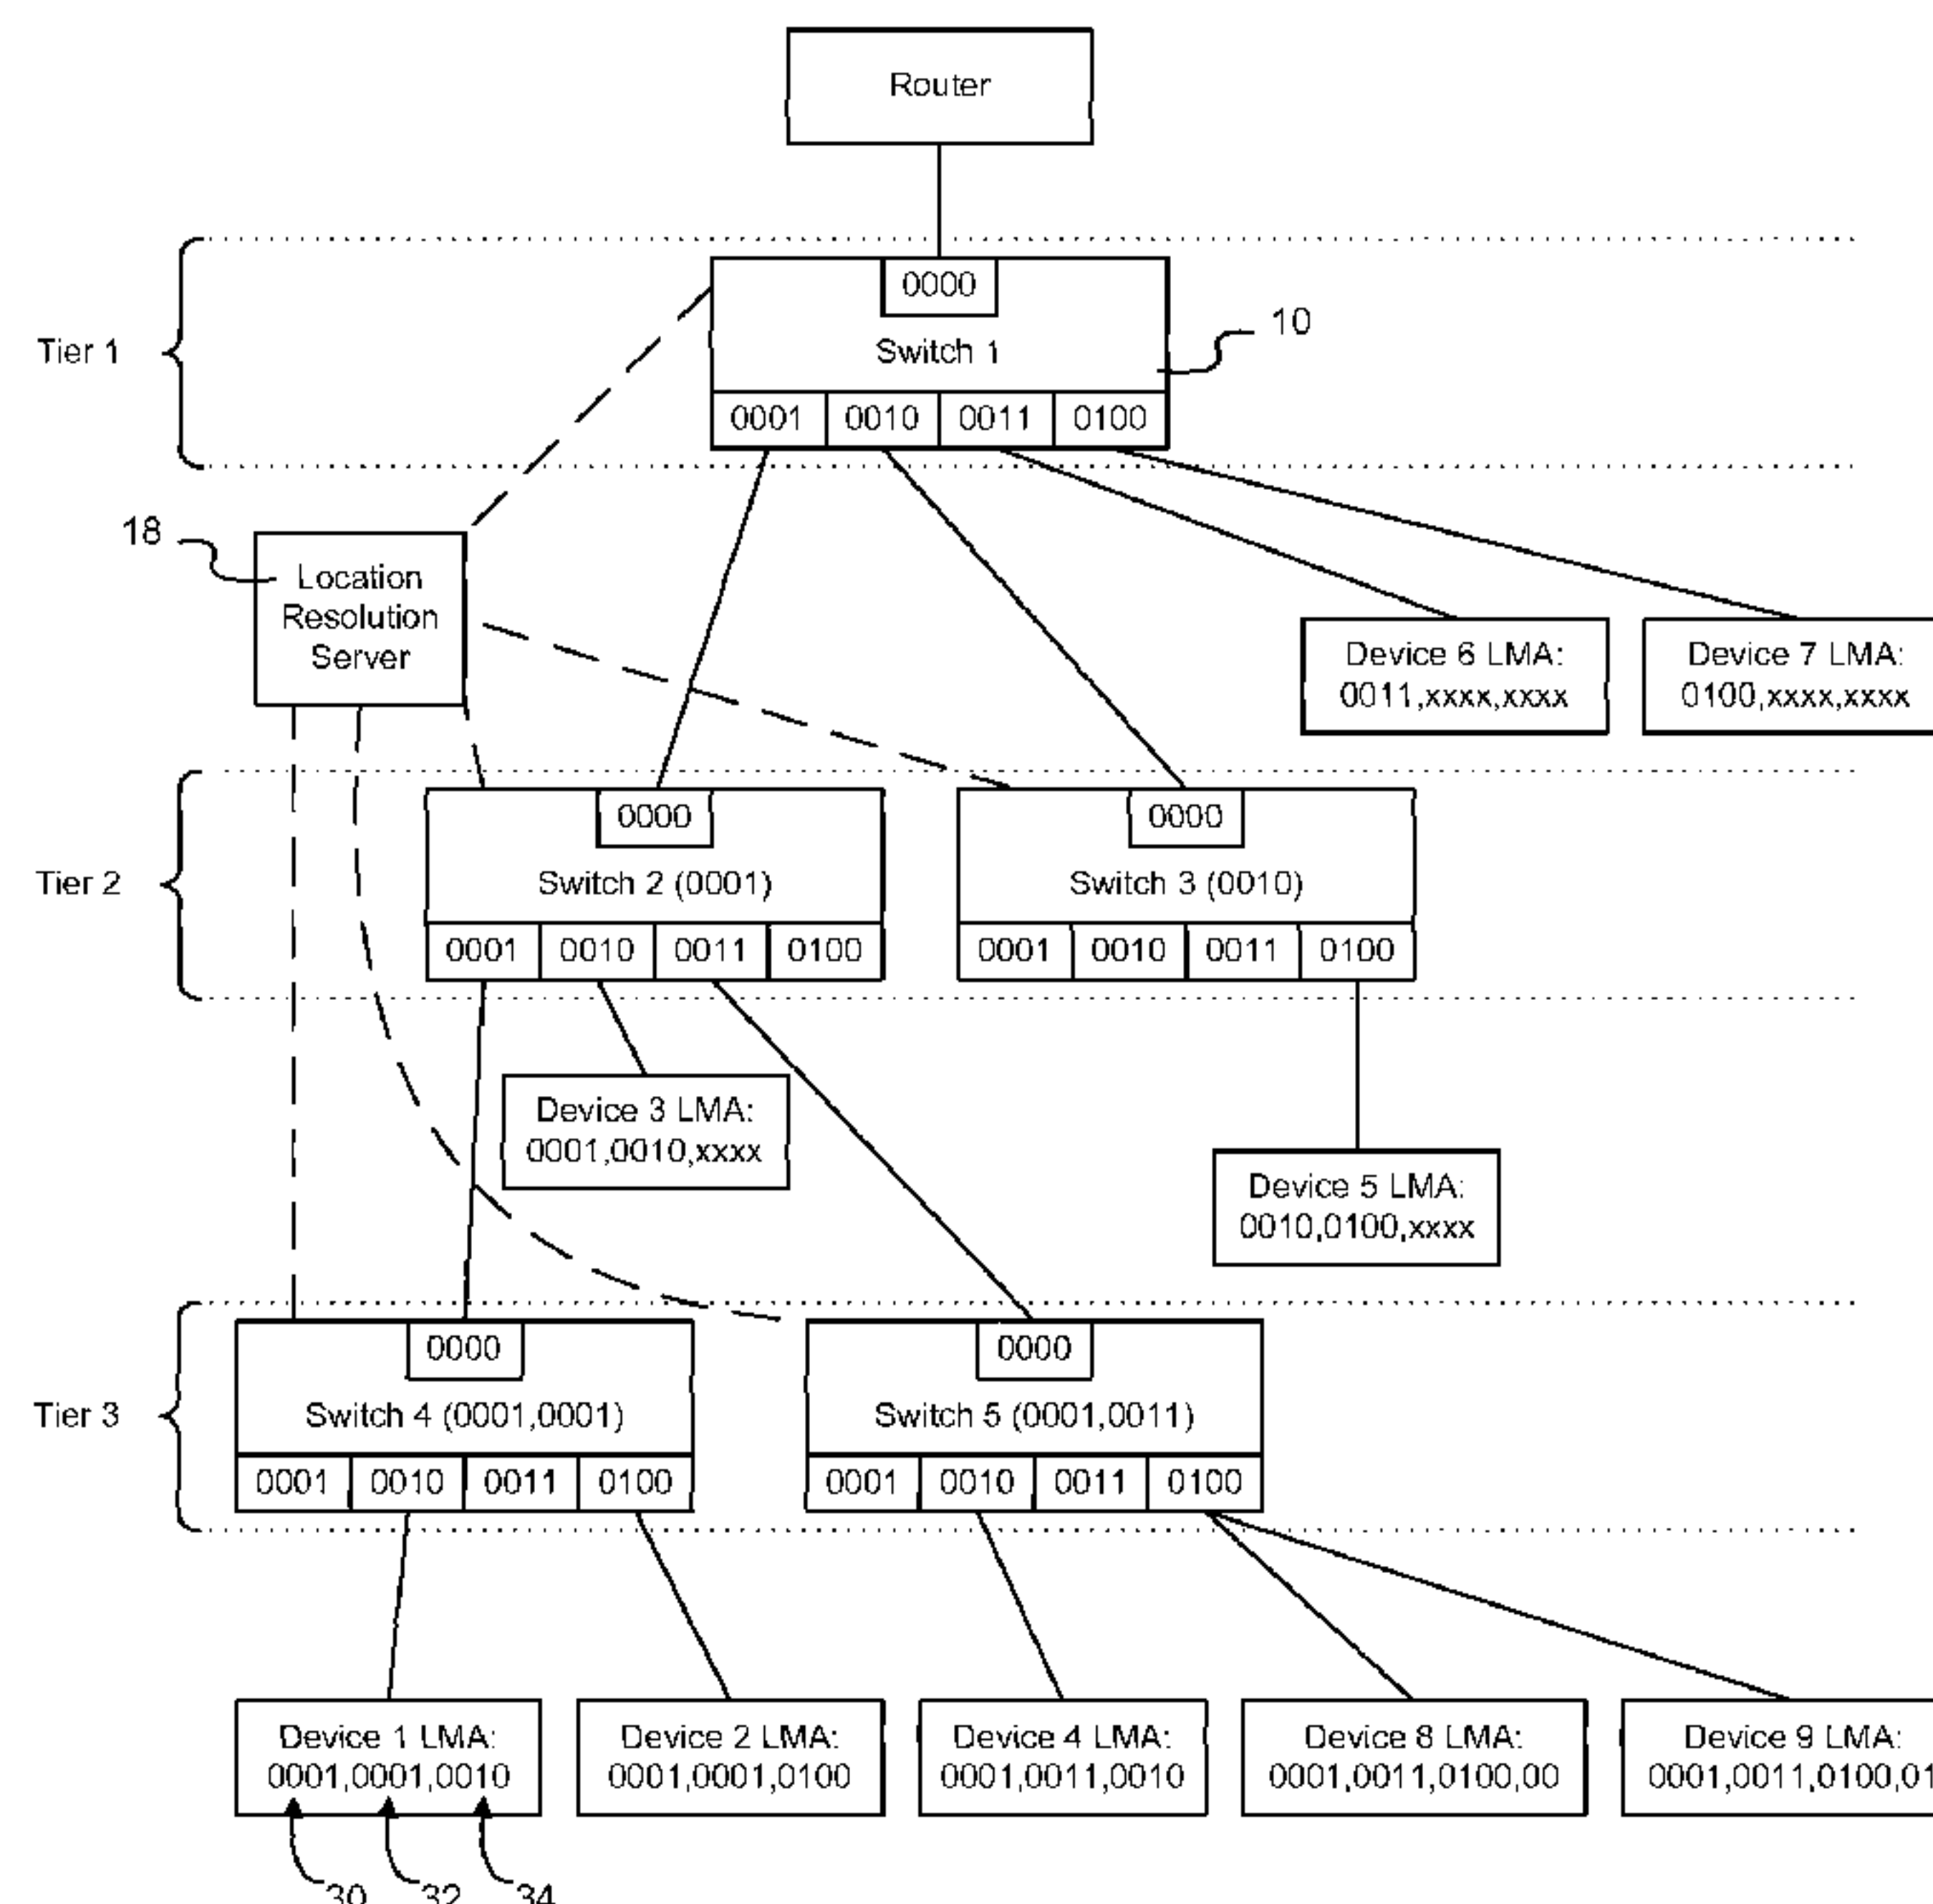 Router
0000
10
Tier 1
Switch 1
0001 0010 0011 0100
18
Location
Resolution
Server
Device 6 LMA:
0011,xxxx,xxxx
Device 7 LMA:
0100,xxxx,xxxx
0000
0000
Tier 2
Switch 2 (0001)
Switch 3 (0010)
0001 0010 0011 0100
0001 0010 0011 0100
Device 3 LMA:
0001,0010,xxxx
Device 5 LMA:
0010,0100,xxxx
0000
0000
Tier 3
Switch 4 (0001,0001)
Switch 5 (0001,0011)
0001 0010 0011 0100
0001 0010 0011 0100
Device 1 LMA:
0001,0001,0010
Device 2 LMA:
0001,0001,0100
Device 4 LMA:
0001,0011,0010
Device 8 LMA:
0001,0011,0100,00
Device 9 LMA:
0001,0011,0100,01
30 32 34